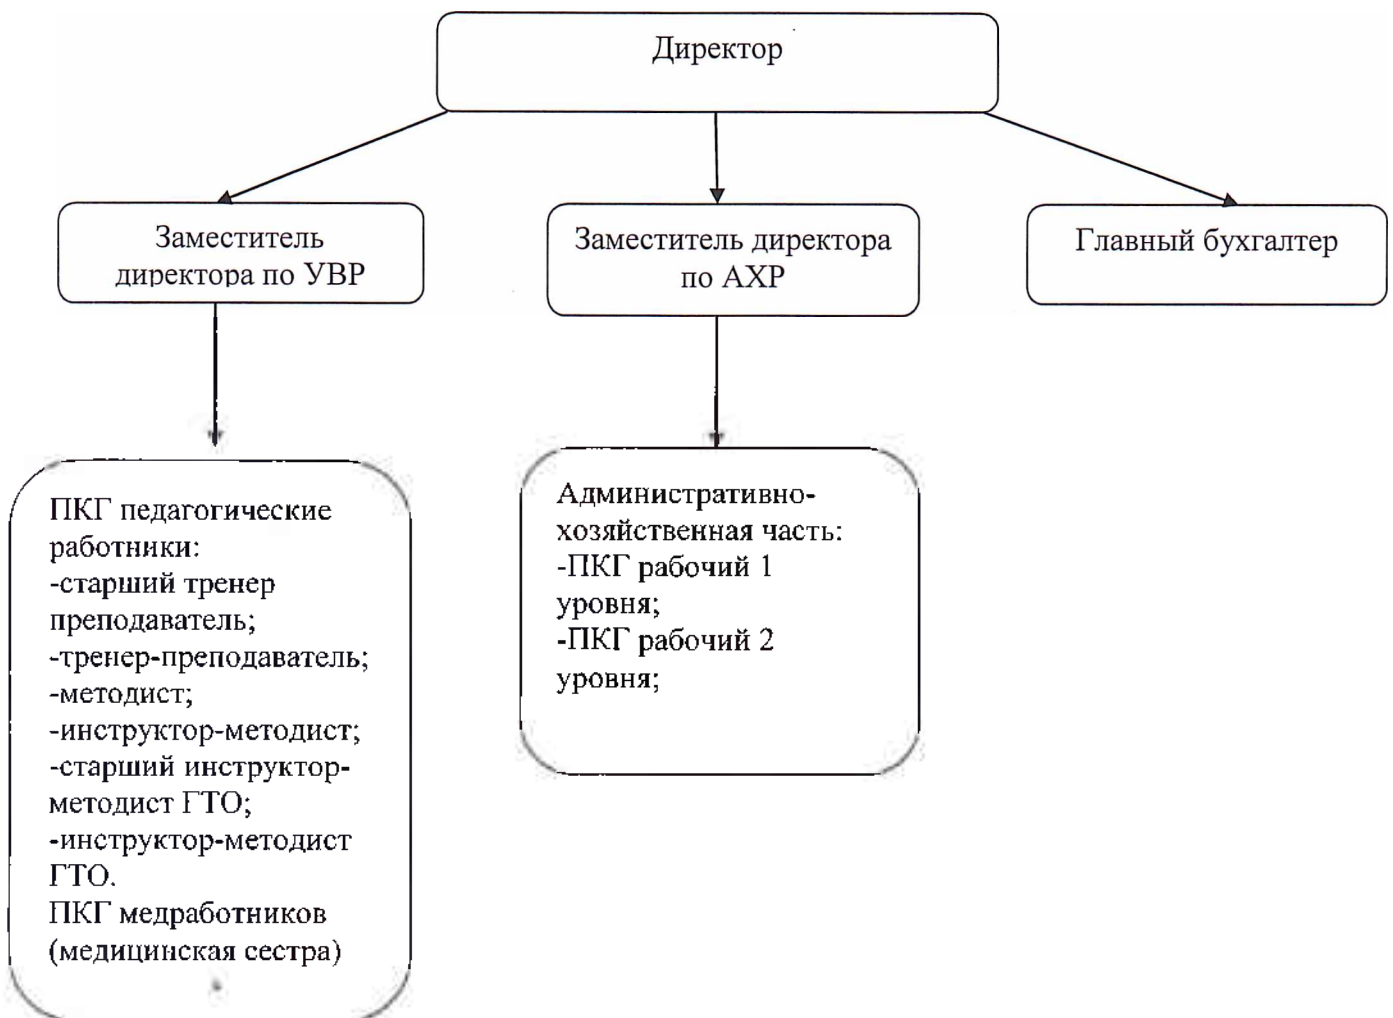 Директор
Заместитель
директора по УВР
Заместитель директора
по АХР
Главный бухгалтер
ПКГ педагогические
работники:
-старший тренер
преподаватель;
-тренер-преподаватель;
-методист;
-инструктор-методист;
-старший инструктор-
методист ГТО;
-инструктор-методист
ГТО.
ПКГ медработников
(медицинская сестра)
Административно-
хозяйственная часть:
-ПКГ рабочий 1
уровня;
-ПКГ рабочий 2
уровня;